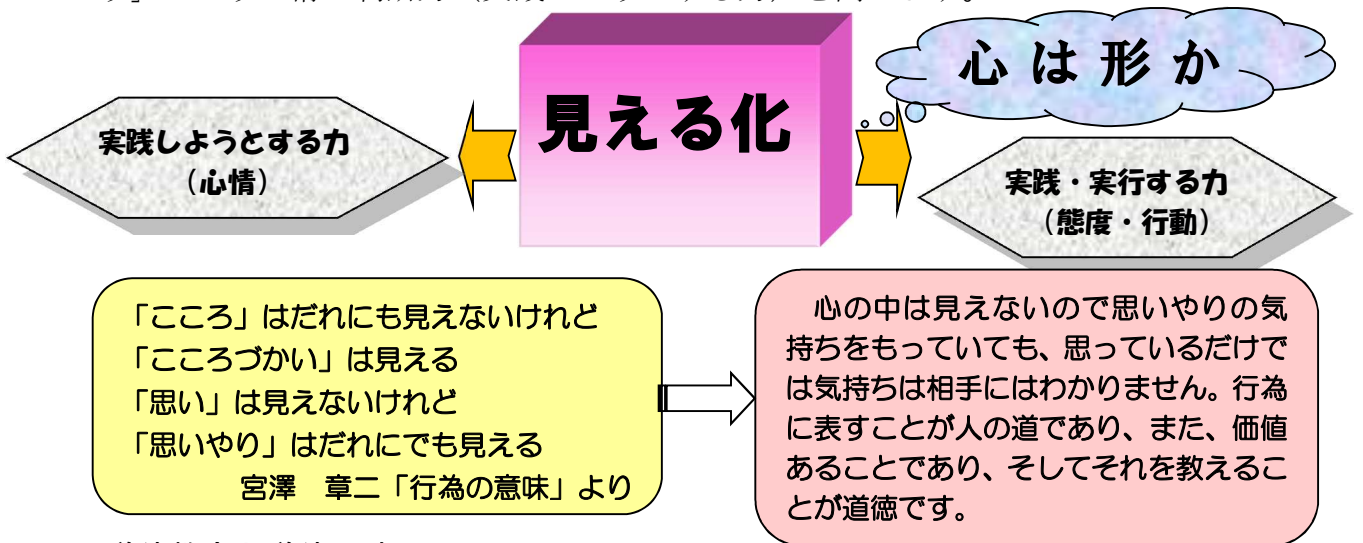 心は形か
見える化
実践しようとする力
(心情)
実践・実行する力
(態度・行動)
「こころ」はだれにも見えないけれど
「こころづかい」は見える
「思い」は見えないけれど
「思いやり」はだれにでも見える
宮澤　章二「行為の意味」より
心の中は見えないので思いやりの気
持ちをもっていても、思っているだけで
は気持ちは相手にはわかりません。行為
に表すことが人の道であり、また、価値
あることであり、そしてそれを教えるこ
とが道徳です。